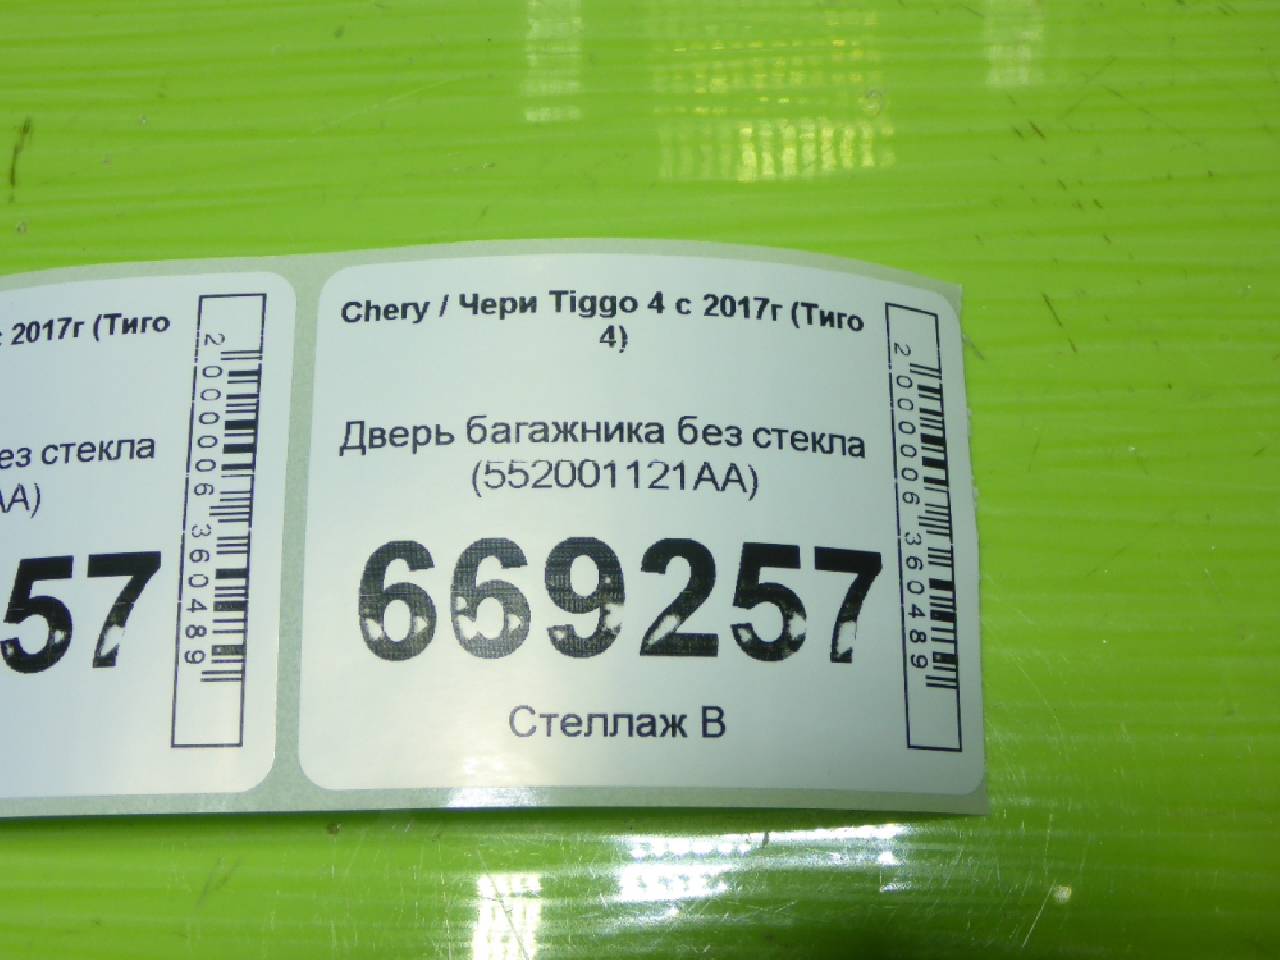 с 2017г (Тиго
ез стекла
АА)
57
2000006360489
Chery / Чери Tiggo 4 с 2017г (Тиго
4)
Дверь багажника без стекла
(552001121AA)
669257
Стеллаж В
2000006360489